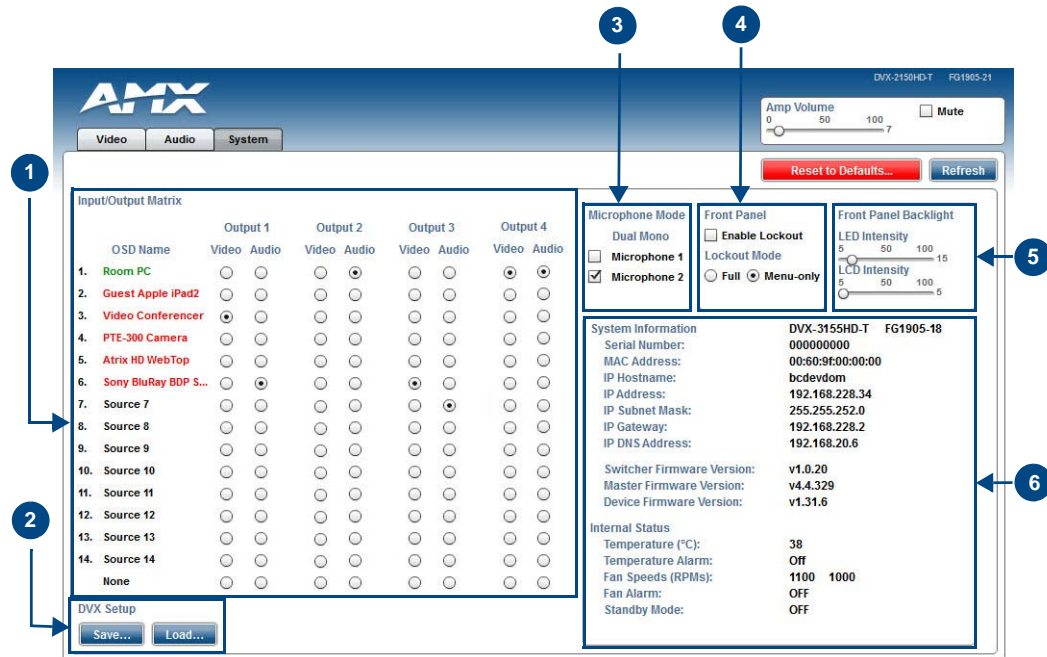 3
4
DVX-2150HD-T FG1905-21
AMX
Amp Volume
Mute
0 50 100
7
Video Audio System
1
Reset to Defaults... Refresh
Input/Output Matrix
Output 1 Output 2 Output 3 Output 4
OSD Name Video Audio Video Audio Video Audio Video Audio
1. Room PC
2. Guest Apple iPad2
3. Video Conferencer
4. PTE-300 Camera
5. Atrix HD WebTop
6. Sony BluRay BDP S...
7. Source 7
8. Source 8
9. Source 9
10. Source 10
11. Source 11
12. Source 12
13. Source 13
14. Source 14
None
2
DVX Setup
Save... Load...
Microphone Mode
Dual Mono
Microphone 1
Microphone 2
Front Panel
Enable Lockout
Lockout Mode
Full Menu-only
Front Panel Backlight
LED Intensity
5 50 100
15
LCD Intensity
5 50 100
5
5
System Information DVX-3155HD-T FG1905-18
Serial Number: 000000000
MAC Address: 00:60:9f:00:00:00
IP Hostname: bcdevdom
IP Address: 192.168.228.34
IP Subnet Mask: 255.255.252.0
IP Gateway: 192.168.228.2
IP DNS Address: 192.168.20.6
Switcher Firmware Version: v1.0.20
Master Firmware Version: v4.4.329
Device Firmware Version: v1.31.6
6
Internal Status
Temperature (°C): 38
Temperature Alarm: Off
Fan Speeds (RPMs): 1100 1000
Fan Alarm: OFF
Standby Mode: OFF